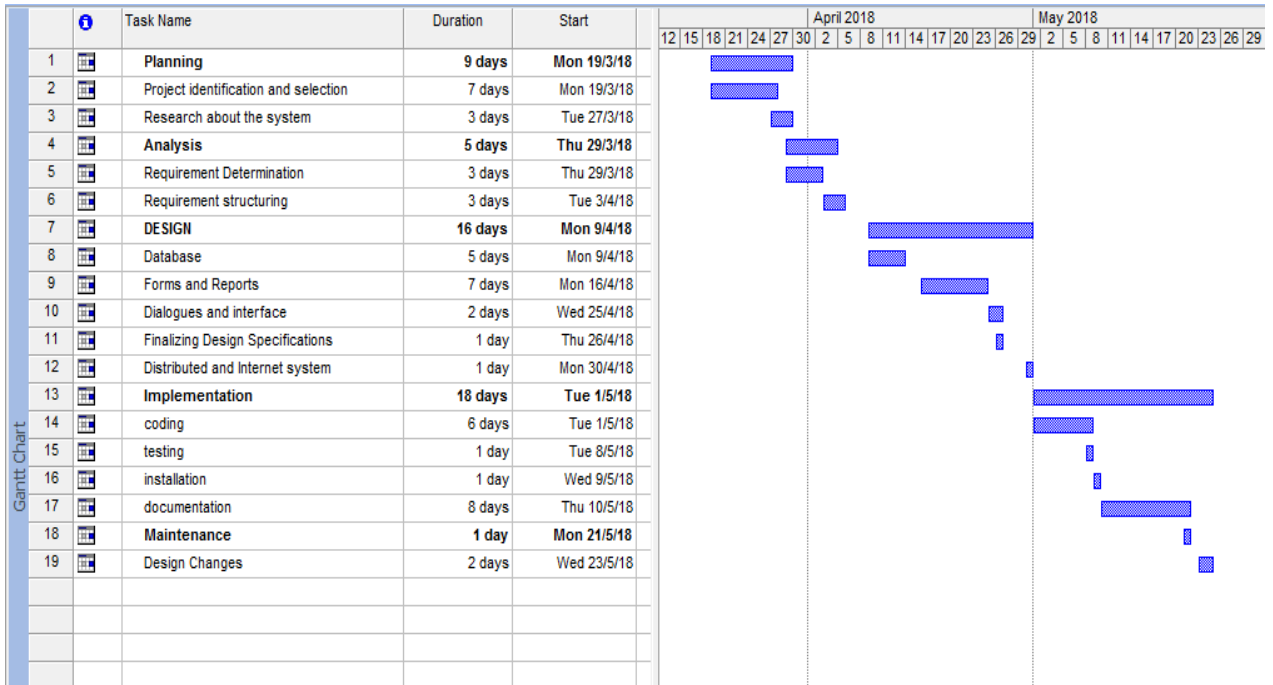 Task Name Duration Start April 2018 May 2018
12 15 18 21 24 27 30 2 5 8 11 14 17 20 23 26 29 2 5 8 11 14 17 20 23 26 29
1 Planning 9 days Mon 19/3/18
2 Project identification and selection 7 days Mon 19/3/18
3 Research about the system 3 days Tue 27/3/18
4 Analysis 5 days Thu 29/3/18
5 Requirement Determination 3 days Thu 29/3/18
6 Requirement structuring 3 days Tue 3/4/18
7 DESIGN 16 days Mon 9/4/18
8 Database 5 days Mon 9/4/18
9 Forms and Reports 7 days Mon 16/4/18
10 Dialogues and interface 2 days Wed 25/4/18
11 Finalizing Design Specifications 1 day Thu 26/4/18
12 Distributed and Internet system 1 day Mon 30/4/18
13 Implementation 18 days Tue 1/5/18
14 coding 6 days Tue 1/5/18
15 testing 1 day Tue 8/5/18
16 installation 1 day Wed 9/5/18
17 documentation 8 days Thu 10/5/18
18 Maintenance 1 day Mon 21/5/18
19 Design Changes 2 days Wed 23/5/18
Gantt Chart